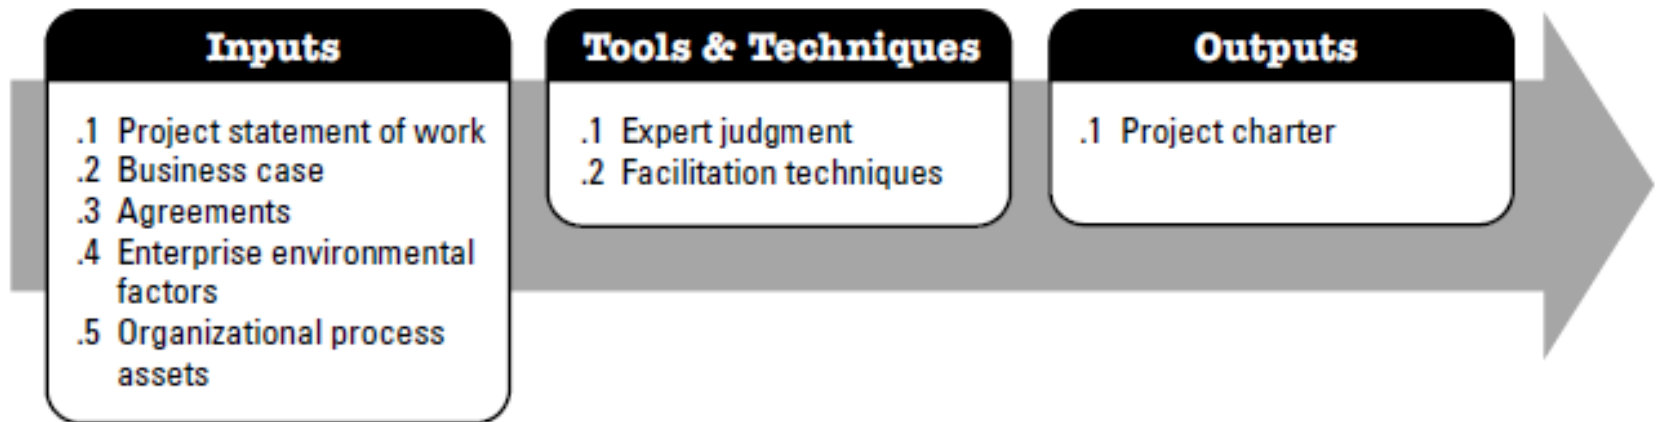 Inputs
.1 Project statement of work
.2 Business case
.3 Agreements
.4 Enterprise environmental
factors
.5 Organizational process
assets
Tools & Techniques
.1 Expert judgment
.2 Facilitation techniques
Outputs
.1 Project charter